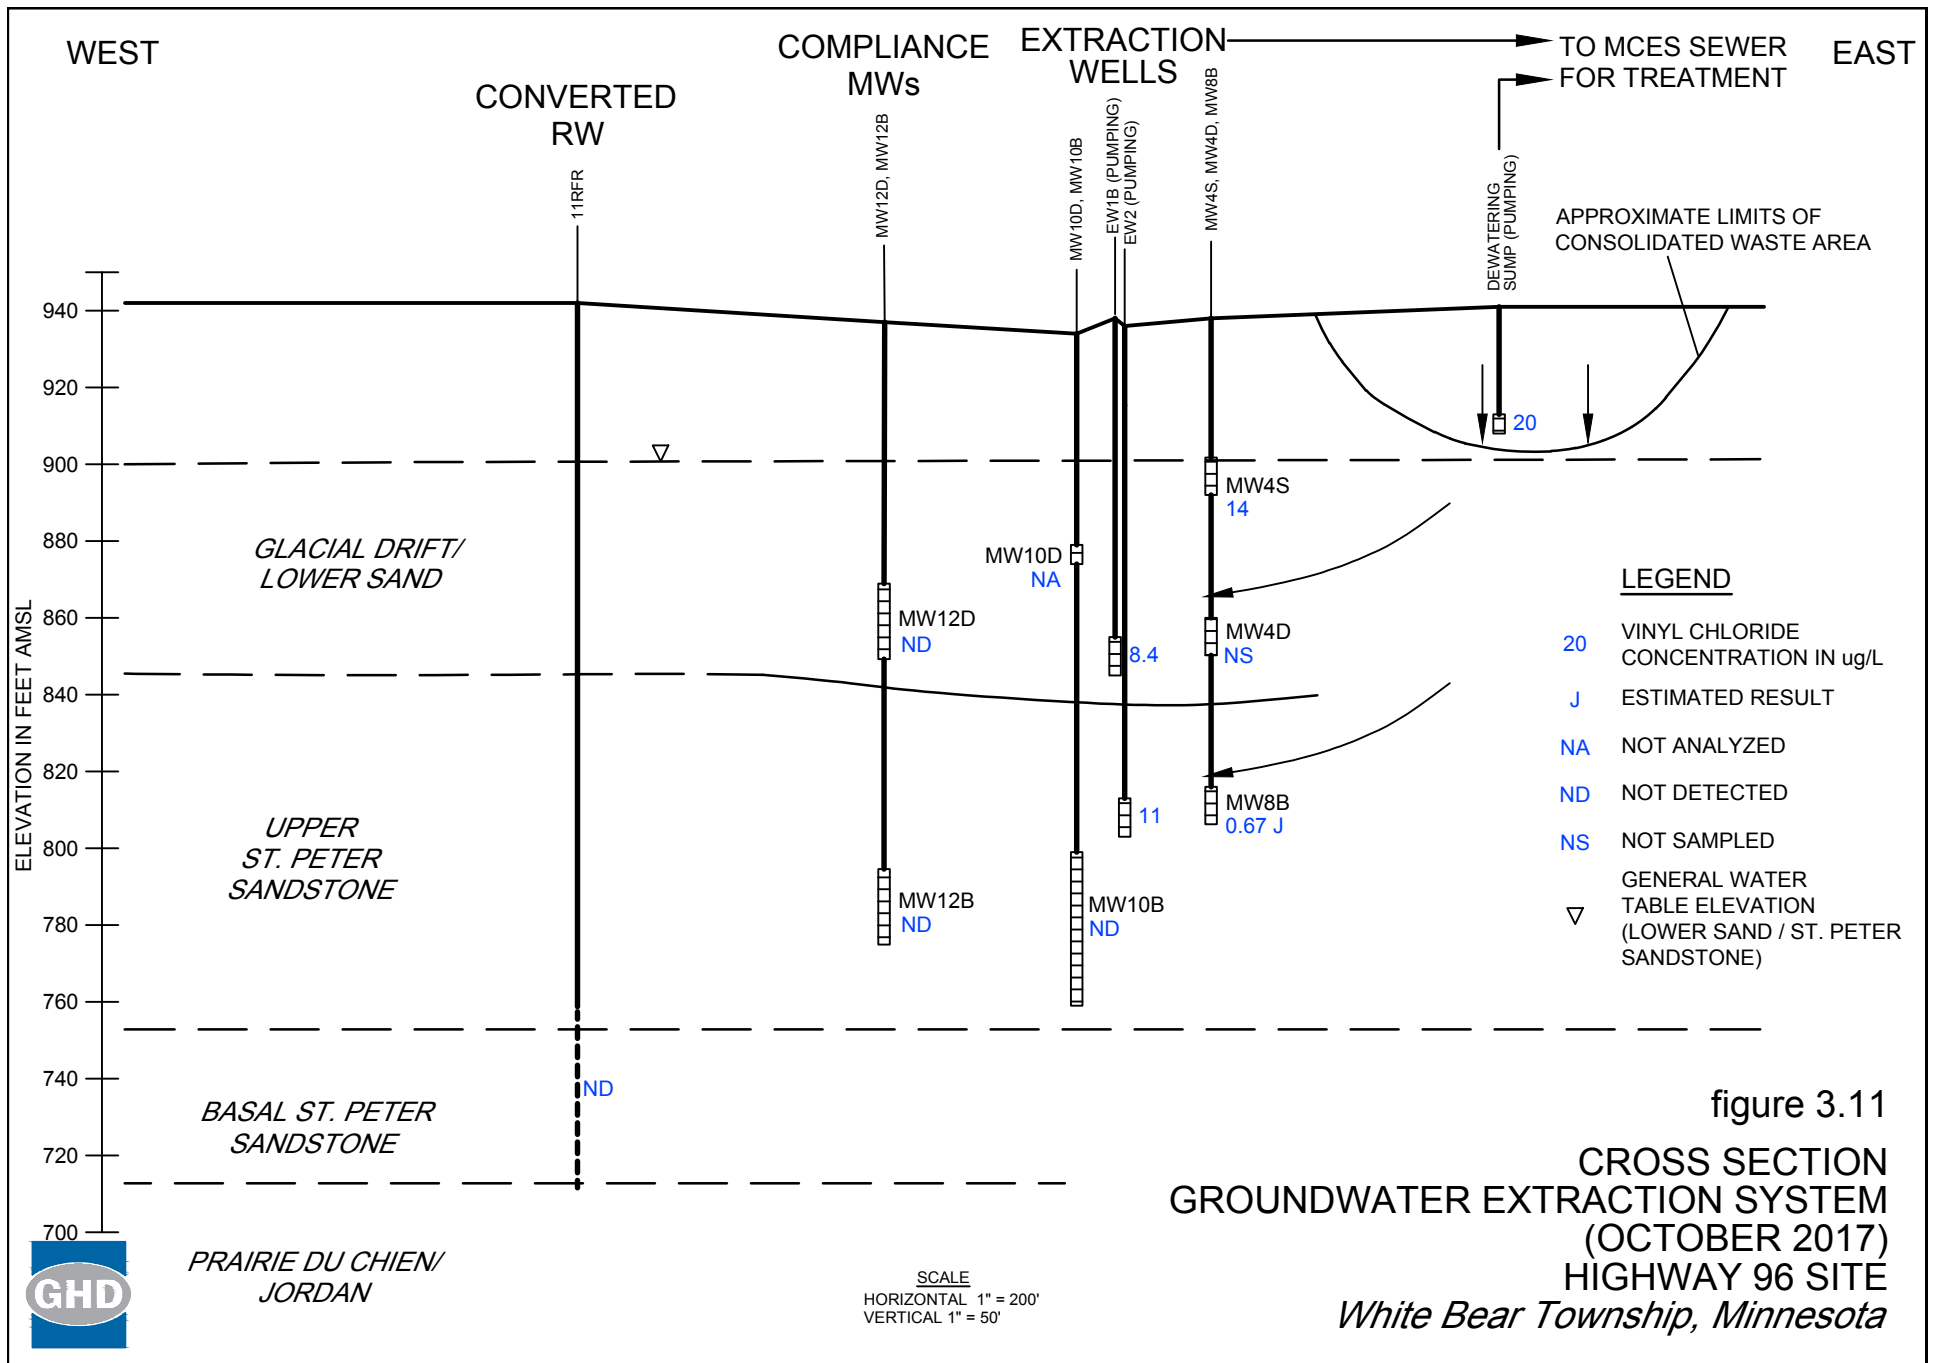 WEST
CONVERTED
RW
COMPLIANCE
MWs
EXTRACTION
WELLS
TO MCES SEWER
FOR TREATMENT
EAST
11RFR
MW12D, MW12B
MW10D, MW10B
EW1B (PUMPING)
EW2 (PUMPING)
MW4S, MW4D, MW8B
DEWATERING
SUMP (PUMPING)
APPROXIMATE LIMITS OF
CONSOLIDATED WASTE AREA
ELEVATION IN FEET AMSL
940
920
900
880
860
840
820
800
780
760
740
720
700
20
MW4S
14
GLACIAL DRIFT/
LOWER SAND
MW10D
NA
MW12D
ND
8.4
MW4D
NS
UPPER
ST. PETER
SANDSTONE
11
MW8B
0.67 J
MW12B
ND
MW10B
ND
ND
BASAL ST. PETER
SANDSTONE
PRAIRIE DU CHIEN/
JORDAN
LEGEND
20 VINYL CHLORIDE
CONCENTRATION IN ug/L
J ESTIMATED RESULT
NA NOT ANALYZED
ND NOT DETECTED
NS NOT SAMPLED
GENERAL WATER
TABLE ELEVATION
(LOWER SAND / ST. PETER
SANDSTONE)
GHD
SCALE
HORIZONTAL 1" = 200'
VERTICAL 1" = 50'
figure 3.11
CROSS SECTION
GROUNDWATER EXTRACTION SYSTEM
(OCTOBER 2017)
HIGHWAY 96 SITE
White Bear Township, Minnesota